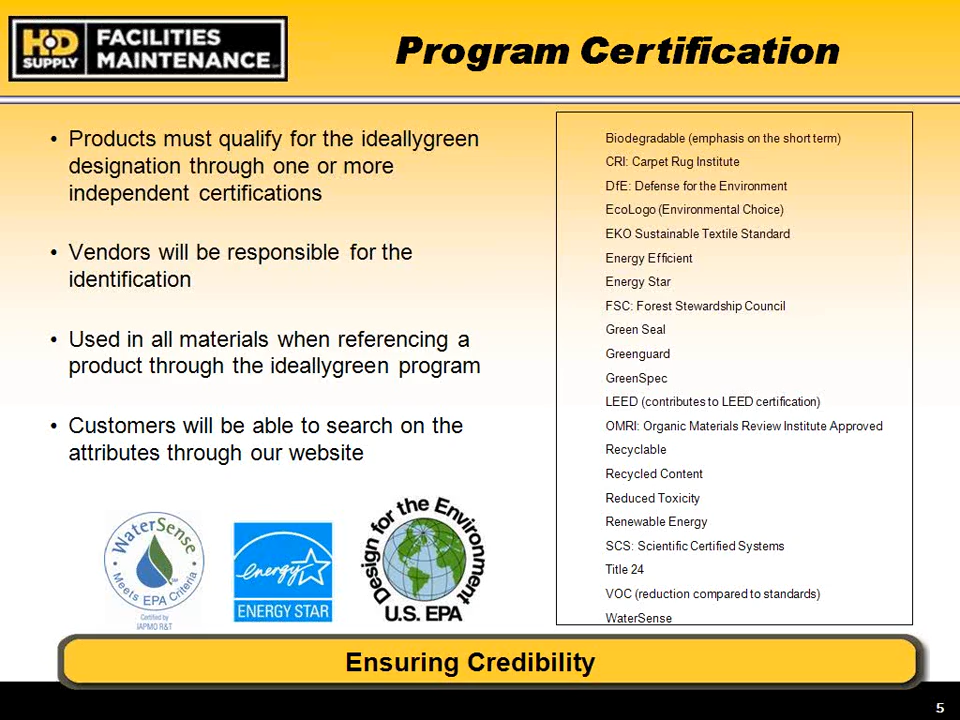 HD SUPPLY
FACILITIES
MAINTENANCE
Program Certification
• Products must qualify for the ideallygreen
designation through one or more
independent certifications
• Vendors will be responsible for the
identification
• Used in all materials when referencing a
product through the ideallygreen program
• Customers will be able to search on the
attributes through our website
Biodegradable (emphasis on the short term)
CRI: Carpet Rug Institute
DfE: Defense for the Environment
EcoLogo (Environmental Choice)
EKO Sustainable Textile Standard
Energy Efficient
Energy Star
FSC: Forest Stewardship Council
Green Seal
Greenguard
GreenSpec
LEED (contributes to LEED certification)
OMRI: Organic Materials Review Institute Approved
Recyclable
Recycled Content
Reduced Toxicity
Renewable Energy
SCS: Scientific Certified Systems
Title 24
VOC (reduction compared to standards)
WaterSense
WaterSense
• Meets EPA Criteria •
Certified by
IAPMO R&T
energy
ENERGY STAR
Design for the Environment
U.S. EPA
Ensuring Credibility
5